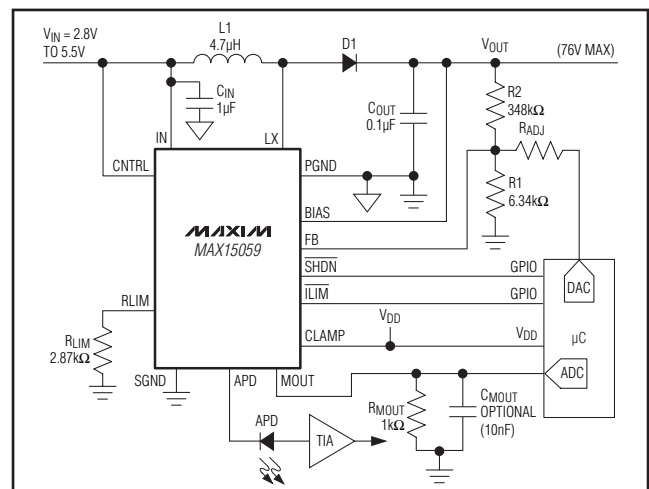 VIN = 2.8V
TO 5.5V
L1
4.7µH
D1
VOUT
(76V MAX)
CIN
1µF
COUT
0.1µF
R2
348kΩ
RADJ
IN
LX
CNTRL
PGND
R1
6.34kΩ
BIAS
MAXIM
MAX15059
FB
SHDN
GPIO
DAC
ILIM
GPIO
RLIM
VDD
µC
CLAMP
VDD
RLIM
2.87kΩ
SGND
APD
MOUT
ADC
APD
TIA
RMOUT
1kΩ
CMOUT
OPTIONAL
(10nF)